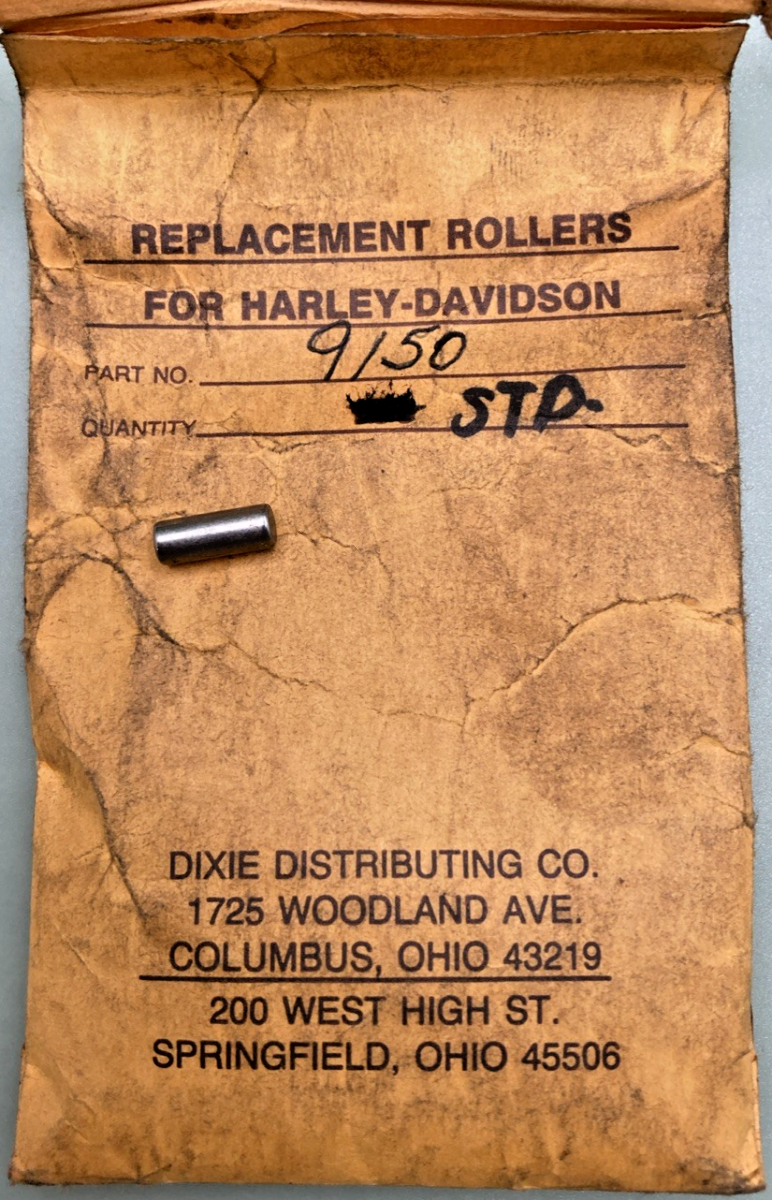 REPLACEMENT ROLLERS
FOR HARLEY-DAVIDSON
PART NO. 9150
QUANTITY STD.
DIXIE DISTRIBUTING CO.
1725 WOODLAND AVE.
COLUMBUS, OHIO 43219
200 WEST HIGH ST.
SPRINGFIELD, OHIO 45506